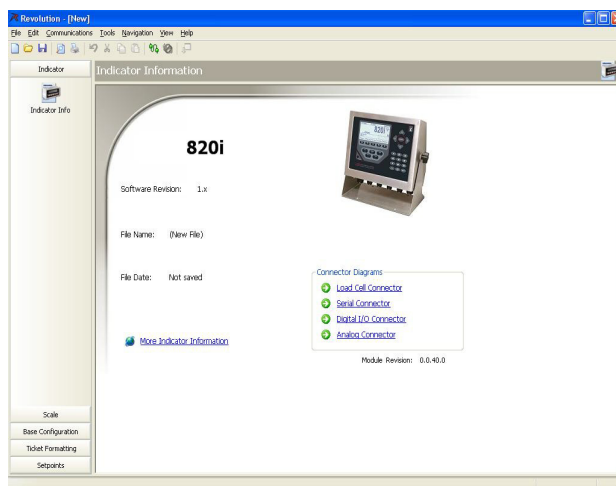 Revolution - [New]
File Edit Communications Tools Navigation View Help
Indicator
Indicator Information
Indicator Info
820i
820i
Software Revision: 1.x
File Name: (New File)
File Date: Not saved
Connector Diagrams
Load Cell Connector
Serial Connector
Digital I/O Connector
Analog Connector
More Indicator Information
Module Revision: 0.0.40.0
Scale
Base Configuration
Ticket Formatting
Setpoints